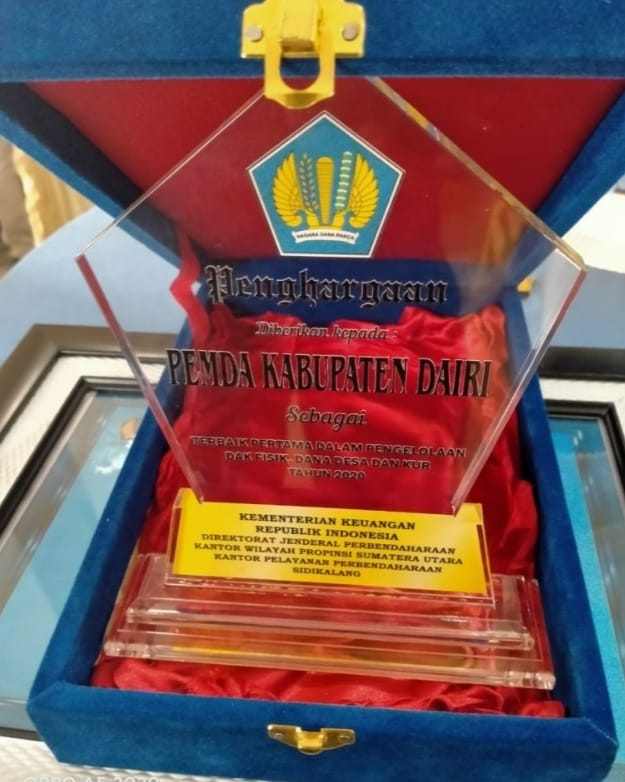 NAGARA DANA RAKCA
Penghargaan
Diberikan kepada :
PEMDA KABUPATEN DAIRI
Sebagai
TERBAIK PERTAMA DALAM PENGELOLAAN
DAK FISIK, DANA DESA DAN KUR
TAHUN 2020
KEMENTERIAN KEUANGAN
REPUBLIK INDONESIA
DIREKTORAT JENDERAL PERBENDAHARAAN
KANTOR WILAYAH PROPINSI SUMATERA UTARA
KANTOR PELAYANAN PERBENDAHARAAN
SIDIKALANG